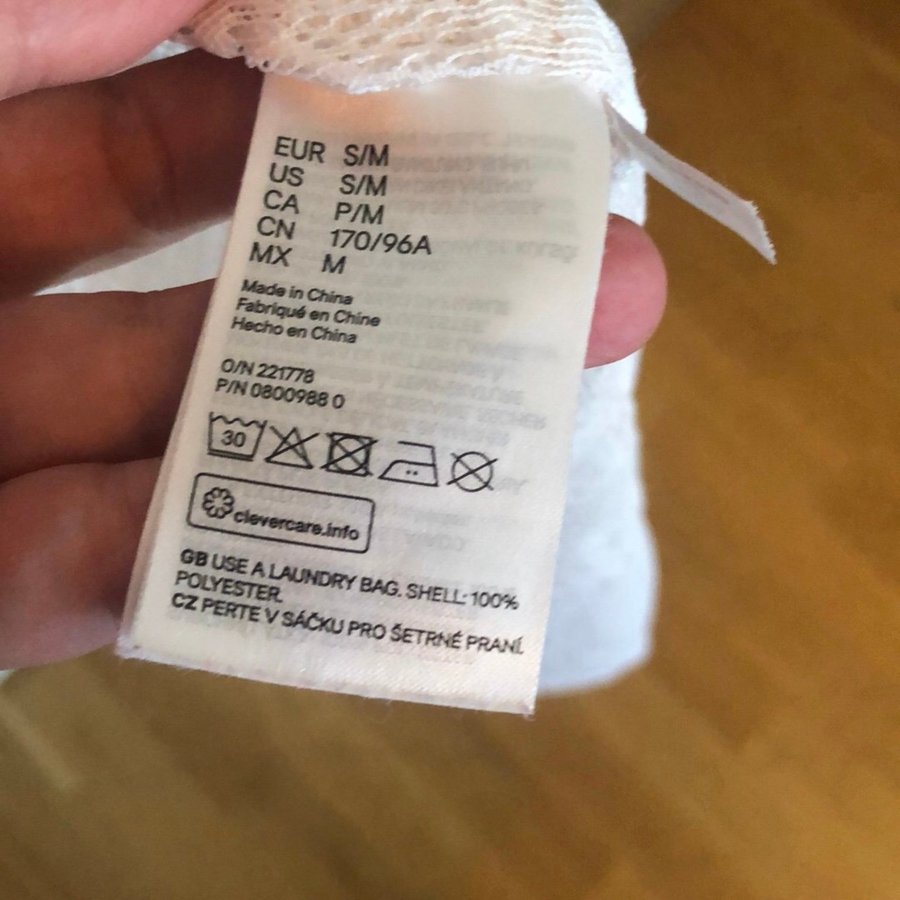 EUR S/M
US S/M
CA P/M
CN 170/96A
MX M
Made in China
Fabriqué en Chine
Hecho en China
O/N 221778
P/N 0800988 0
30
clevercare.info
GB USE A LAUNDRY BAG. SHELL: 100%
POLYESTER.
CZ PERTE V SÁČKU PRO ŠETRNÉ PRANÍ.